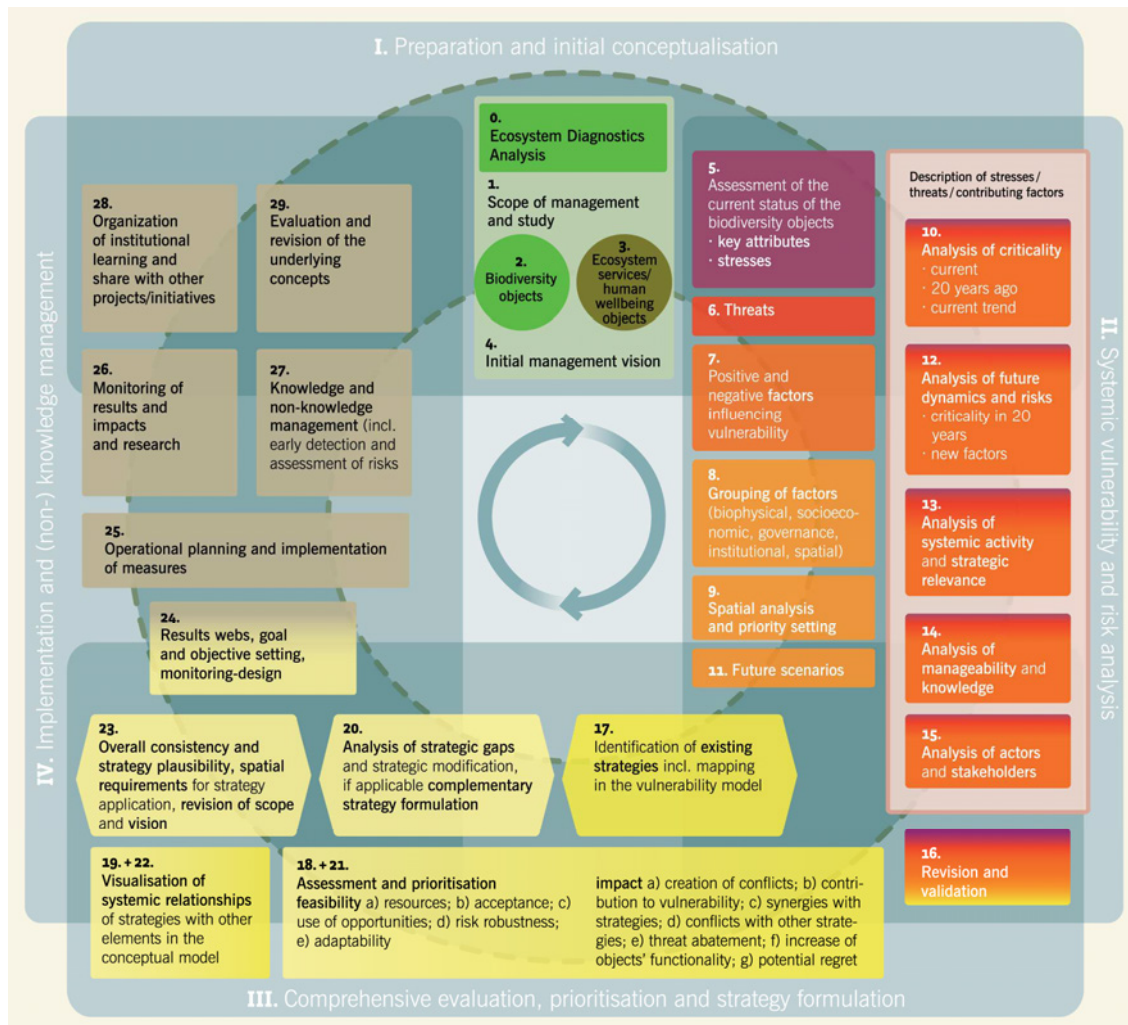 I. Preparation and initial conceptualisation
0.
Ecosystem Diagnostics
Analysis
1.
Scope of management
and study
2.
Biodiversity
objects
3.
Ecosystem
services/
human
wellbeing
objects
4.
Initial management vision
5.
Assessment of the
current status of the
biodiversity objects
· key attributes
· stresses
6. Threats
7.
Positive and
negative factors
influencing
vulnerability
8.
Grouping of factors
(biophysical, socioeco-
nomic, governance,
institutional, spatial)
9.
Spatial analysis
and priority setting
11. Future scenarios
Description of stresses/
threats/contributing factors
10.
Analysis of criticality
· current
· 20 years ago
· current trend
12.
Analysis of future
dynamics and risks
· criticality in 20
years
· new factors
13.
Analysis of
systemic activity
and strategic
relevance
14.
Analysis of
manageability and
knowledge
15.
Analysis of actors
and stakeholders
16.
Revision and
validation
II. Systemic vulnerability and risk analysis
17.
Identification of existing
strategies incl. mapping
in the vulnerability model
18.+21.
Assessment and prioritisation
feasibility a) resources; b) acceptance; c)
use of opportunities; d) risk robustness;
e) adaptability
impact a) creation of conflicts; b) contri-
bution to vulnerability; c) synergies with
strategies; d) conflicts with other strate-
gies; e) threat abatement; f) increase of
objects' functionality; g) potential regret
19.+22.
Visualisation of
systemic relationships
of strategies with other
elements in the
conceptual model
20.
Analysis of strategic gaps
and strategic modification,
if applicable complementary
strategy formulation
23.
Overall consistency and
strategy plausibility, spatial
requirements for strategy
application, revision of scope
and vision
III. Comprehensive evaluation, prioritisation and strategy formulation
24.
Results webs, goal
and objective setting,
monitoring-design
25.
Operational planning and implementation
of measures
26.
Monitoring of
results and
impacts
and research
27.
Knowledge and
non-knowledge
management (incl.
early detection and
assessment of risks
28.
Organization
of institutional
learning and
share with other
projects/initiatives
29.
Evaluation and
revision of the
underlying
concepts
IV. Implementation and (non-) knowledge management